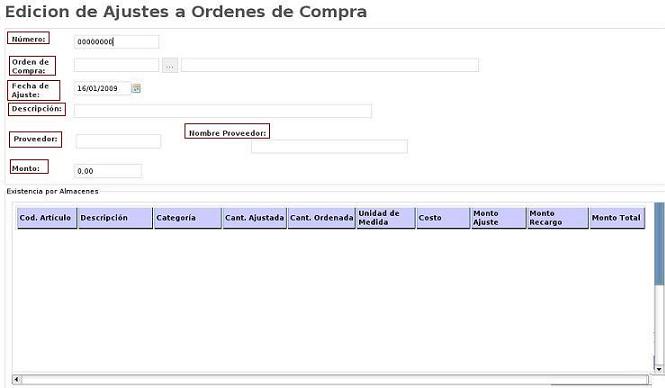 Edicion de Ajustes a Ordenes de Compra
Número: 00000000
Orden de Compra: ...
Fecha de Ajuste: 16/01/2009
Descripción:
Proveedor: Nombre Proveedor:
Monto: 0.00
Existencia por Almacenes
Cod. Artículo Descripción Categoría Cant. Ajustada Cant. Ordenada Unidad de Medida Costo Monto Ajuste Monto Recargo Monto Total